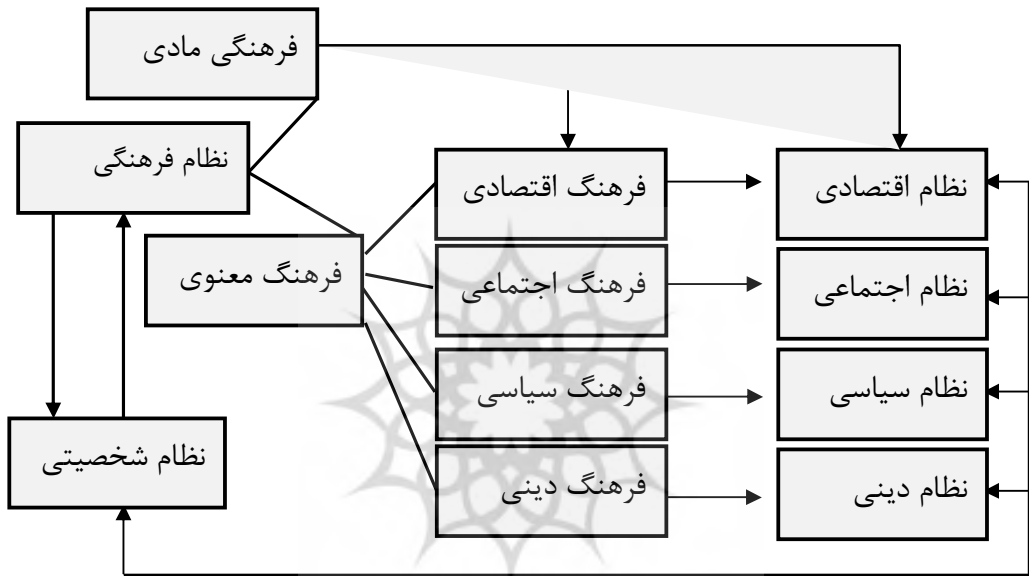 فرهنگی مادی
نظام فرهنگی
فرهنگ معنوی
نظام شخصیتی
فرهنگ اقتصادی
فرهنگ اجتماعی
فرهنگ سیاسی
فرهنگ دینی
نظام اقتصادی
نظام اجتماعی
نظام سیاسی
نظام دینی